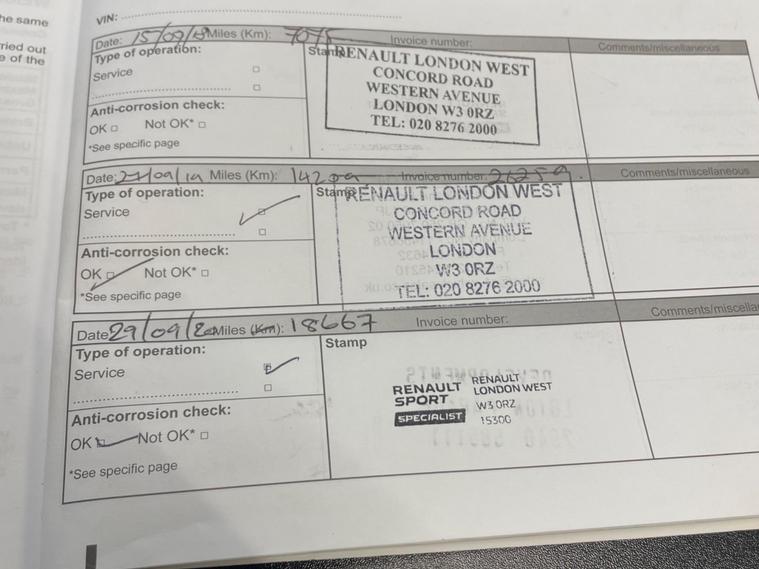 he same
ried out
e of the
VIN:
Date: 15/09/18 Miles (Km): 7075 Invoice number: Comments/miscellaneous
Type of operation: Stamp
Service
Anti-corrosion check:
OK Not OK*
*See specific page
RENAULT LONDON WEST
CONCORD ROAD
WESTERN AVENUE
LONDON W3 0RZ
TEL: 020 8276 2000
Date: 27/09/19 Miles (Km): 14209 Invoice number: 26259. Comments/miscellaneous
Type of operation: Stamp
Service
Anti-corrosion check:
OK Not OK*
*See specific page
RENAULT LONDON WEST
CONCORD ROAD
WESTERN AVENUE
LONDON
W3 0RZ
TEL: 020 8276 2000
Date 29/09/20 Miles (Km): 18667 Invoice number: Comments/miscella
Type of operation: Stamp
Service
Anti-corrosion check:
OK Not OK*
*See specific page
RENAULT
SPORT
SPECIALIST
RENAULT
LONDON WEST
W3 0RZ
15300